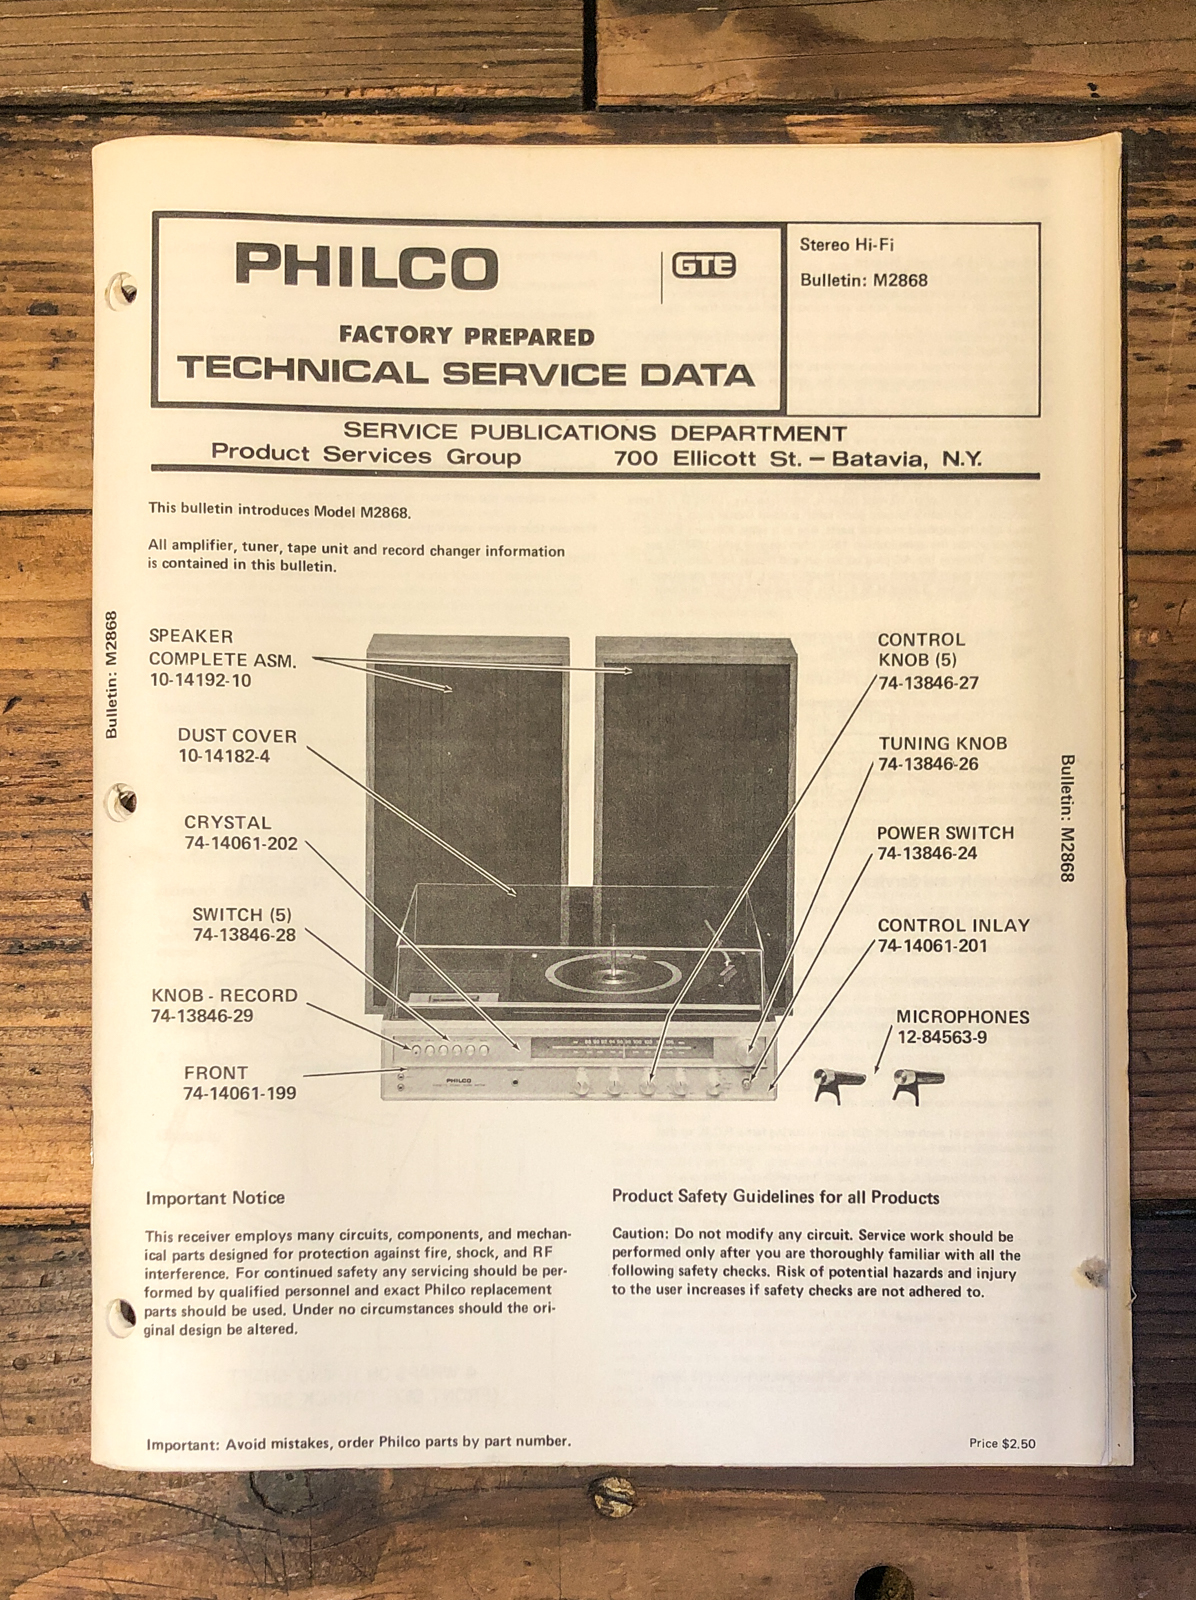 PHILCO
GTE
FACTORY PREPARED
TECHNICAL SERVICE DATA
Stereo Hi-Fi
Bulletin: M2868
SERVICE PUBLICATIONS DEPARTMENT
Product Services Group 700 Ellicott St. — Batavia, N.Y.
This bulletin introduces Model M2868.
All amplifier, tuner, tape unit and record changer information
is contained in this bulletin.
Bulletin: M2868
SPEAKER
COMPLETE ASM.
10-14192-10
DUST COVER
10-14182-4
CRYSTAL
74-14061-202
SWITCH (5)
74-13846-28
KNOB - RECORD
74-13846-29
FRONT
74-14061-199
PHILCO
CONTROL
KNOB (5)
74-13846-27
TUNING KNOB
74-13846-26
POWER SWITCH
74-13846-24
CONTROL INLAY
74-14061-201
MICROPHONES
12-84563-9
Bulletin: M2868
Important Notice
This receiver employs many circuits, components, and mechan-
ical parts designed for protection against fire, shock, and RF
interference. For continued safety any servicing should be per-
formed by qualified personnel and exact Philco replacement
parts should be used. Under no circumstances should the ori-
ginal design be altered.
Product Safety Guidelines for all Products
Caution: Do not modify any circuit. Service work should be
performed only after you are thoroughly familiar with all the
following safety checks. Risk of potential hazards and injury
to the user increases if safety checks are not adhered to.
Important: Avoid mistakes, order Philco parts by part number.
Price $2.50